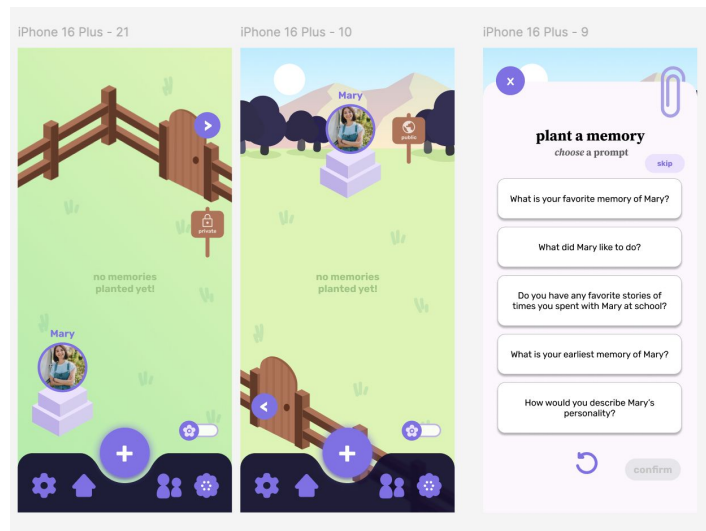 iPhone 16 Plus - 21
private
no memories
planted yet!
Mary
iPhone 16 Plus - 10
Mary
public
no memories
planted yet!
iPhone 16 Plus - 9
x
plant a memory
choose a prompt
skip
What is your favorite memory of Mary?
What did Mary like to do?
Do you have any favorite stories of
times you spent with Mary at school?
What is your earliest memory of Mary?
How would you describe Mary's
personality?
confirm